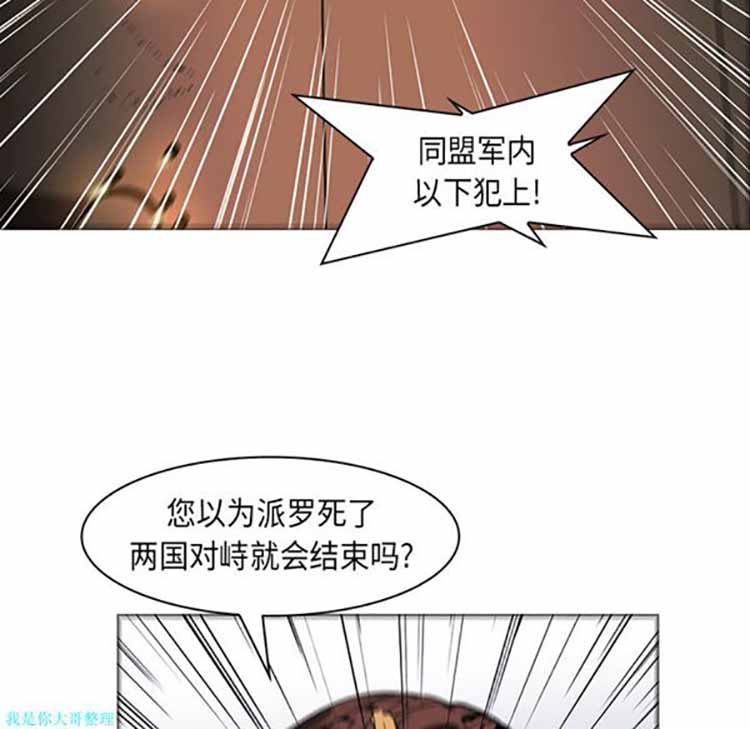 同盟军内
以下犯上!
您以为派罗死了
两国对峙就会结束吗?
我是你大哥整理